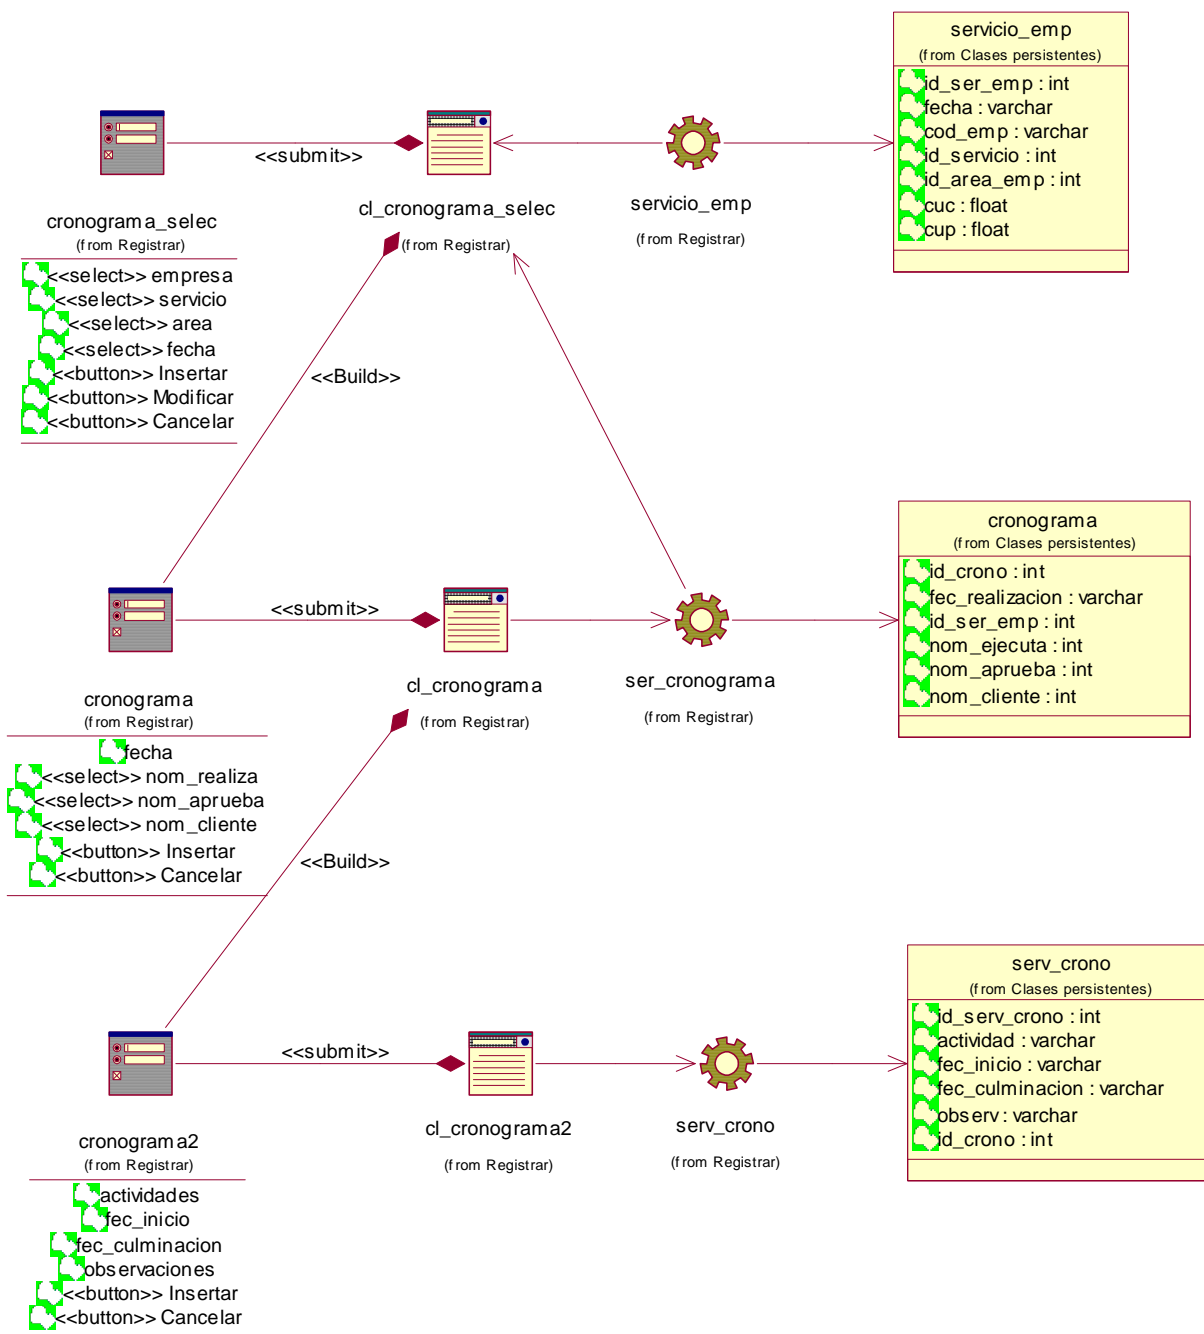 servicio_emp
(from Clases persistentes)
id_ser_emp : int
fecha : varchar
cod_emp : varchar
id_servicio : int
id_area_emp : int
cuc : float
cup : float
<<submit>>
cronograma_selec
(from Registrar)
<<select>> empresa
<<select>> servicio
<<select>> area
<<select>> fecha
<<button>> Insertar
<<button>> Modificar
<<button>> Cancelar
cl_cronograma_selec
(from Registrar)
servicio_emp
(from Registrar)
<<Build>>
cronograma
(from Clases persistentes)
id_crono : int
fec_realizacion : varchar
id_ser_emp : int
nom_ejecuta : int
nom_aprueba : int
nom_cliente : int
<<submit>>
cronograma
(from Registrar)
fecha
<<select>> nom_realiza
<<select>> nom_aprueba
<<select>> nom_cliente
<<button>> Insertar
<<button>> Cancelar
cl_cronograma
(from Registrar)
ser_cronograma
(from Registrar)
<<Build>>
serv_crono
(from Clases persistentes)
id_serv_crono : int
actividad : varchar
fec_inicio : varchar
fec_culminacion : varchar
observ : varchar
id_crono : int
<<submit>>
cronograma2
(from Registrar)
actividades
fec_inicio
fec_culminacion
observaciones
<<button>> Insertar
<<button>> Cancelar
cl_cronograma2
(from Registrar)
serv_crono
(from Registrar)